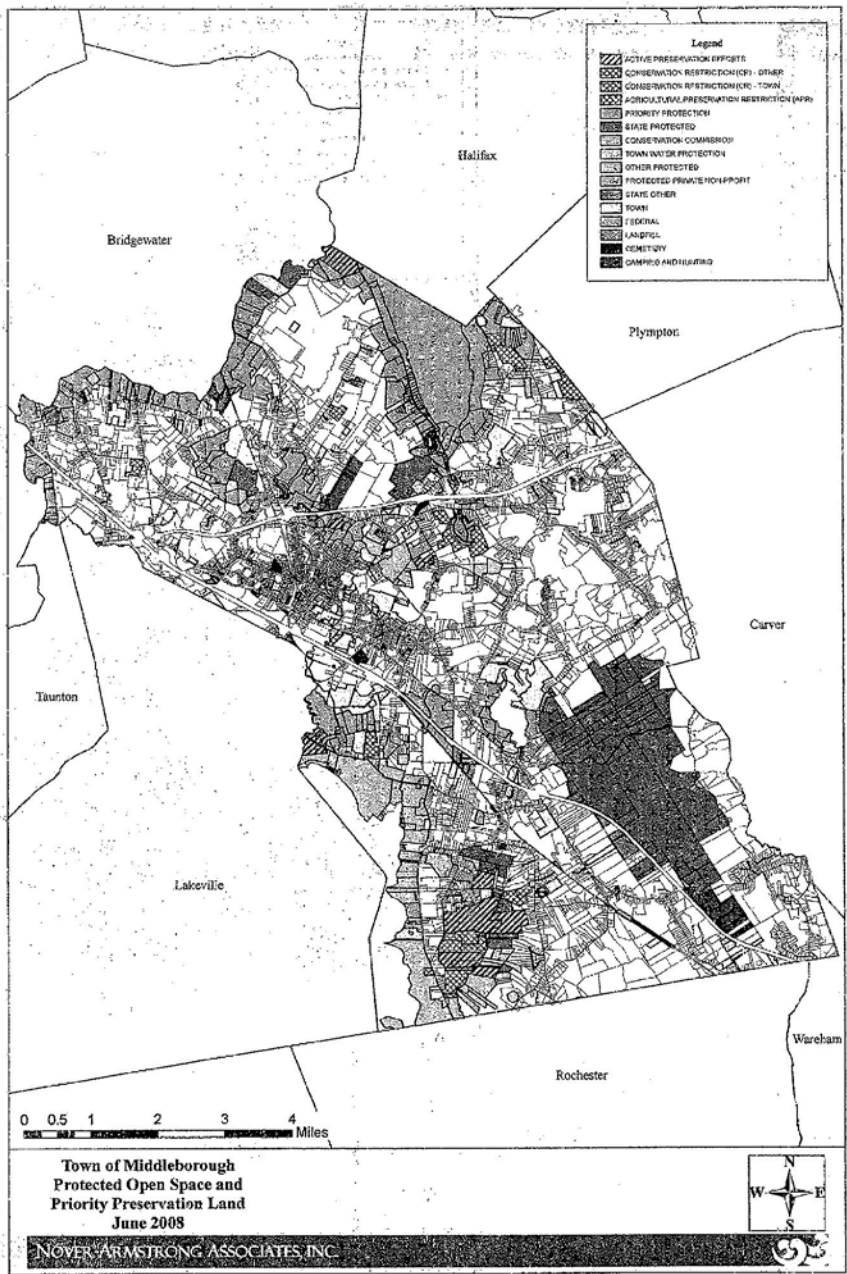 Legend
ACTIVE PRESERVATION EFFORTS
CONSERVATION RESTRICTION (CR) - OTHER
CONSERVATION RESTRICTION (CR) - TOWN
AGRICULTURAL PRESERVATION RESTRICTION (APR)
PRIORITY PROTECTION
STATE PROTECTED
CONSERVATION COMMISSION
TOWN WATER PROTECTION
OTHER PROTECTED
PROTECTED PRIVATE NON-PROFIT
STATE OTHER
TOWN
FEDERAL
LANDFILL
CEMETERY
CAMPING AND HUNTING
Halifax
Bridgewater
Plympton
Carver
Taunton
Lakeville
Wareham
Rochester
0 0.5 1 2 3 4
Miles
Town of Middleborough
Protected Open Space and
Priority Preservation Land
June 2008
N
W E
S
NOVER-ARMSTRONG ASSOCIATES, INC.